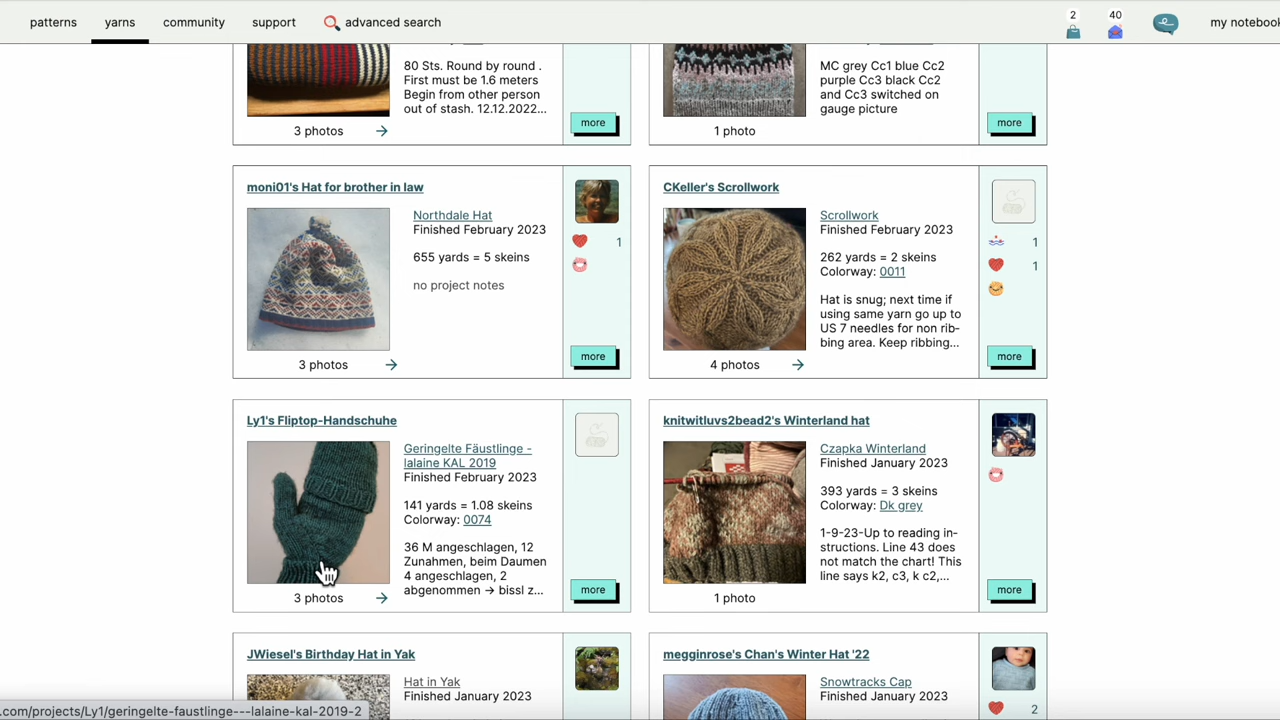 patterns yarns community support advanced search 2 40 my notebook
80 Sts. Round by round .
First must be 1.6 meters
Begin from other person
out of stash. 12.12.2022...
3 photos →
more
MC grey Cc1 blue Cc2
purple Cc3 black Cc2
and Cc3 switched on
gauge picture
1 photo
more
moni01's Hat for brother in law
Northdale Hat
Finished February 2023
655 yards = 5 skeins
no project notes
1
3 photos →
more
CKeller's Scrollwork
Scrollwork
Finished February 2023
262 yards = 2 skeins
Colorway: 0011
Hat is snug; next time if
using same yarn go up to
US 7 needles for non rib-
bing area. Keep ribbing...
1
1
4 photos →
more
Ly1's Fliptop-Handschuhe
Geringelte Fäustlinge -
lalaine KAL 2019
Finished February 2023
141 yards = 1.08 skeins
Colorway: 0074
36 M angeschlagen, 12
Zunahmen, beim Daumen
4 angeschlagen, 2
abgenommen → bissl z...
3 photos →
more
knitwitluvs2bead2's Winterland hat
Czapka Winterland
Finished January 2023
393 yards = 3 skeins
Colorway: Dk grey
1-9-23-Up to reading in-
structions. Line 43 does
not match the chart! This
line says k2, c3, k c2,...
1 photo
more
JWiesel's Birthday Hat in Yak
Hat in Yak
Finished January 2023
megginrose's Chan's Winter Hat '22
Snowtracks Cap
Finished January 2023
2
.com/projects/Ly1/geringelte-faustlinge---lalaine-kal-2019-2